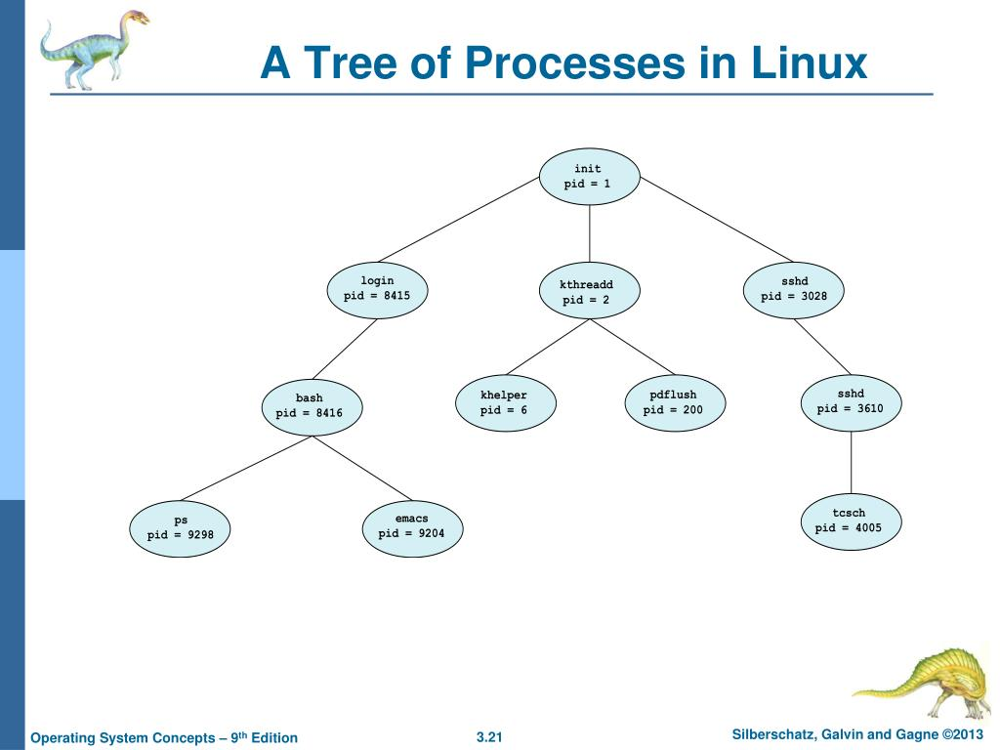 A Tree of Processes in Linux
init
pid = 1
login
pid = 8415
kthreadd
pid = 2
sshd
pid = 3028
bash
pid = 8416
khelper
pid = 6
pdflush
pid = 200
sshd
pid = 3610
ps
pid = 9298
emacs
pid = 9204
tcsch
pid = 4005
Operating System Concepts – 9th Edition
3.21
Silberschatz, Galvin and Gagne ©2013